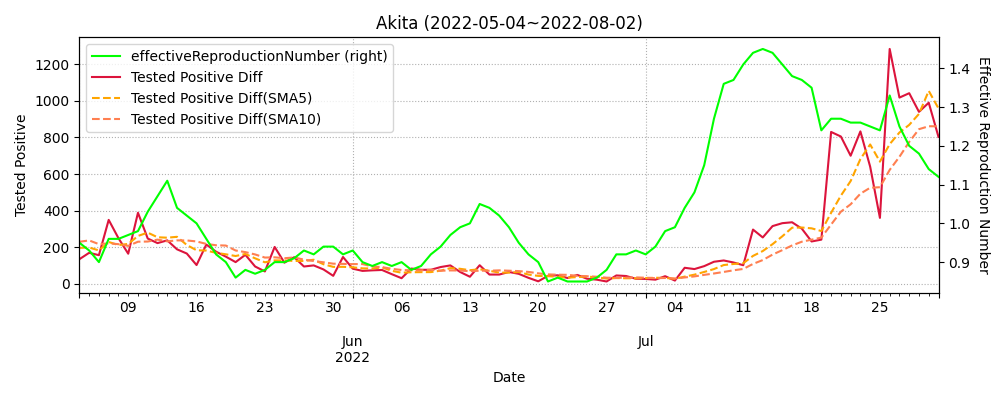 Akita (2022-05-04~2022-08-02)
effectiveReproductionNumber (right)
Tested Positive Diff
Tested Positive Diff(SMA5)
Tested Positive Diff(SMA10)
Tested Positive
1200
1000
800
600
400
200
0
1.4
1.3
1.2
1.1
1.0
0.9
Effective Reproduction Number
09 16 23 30 06 13 20 27 04 11 18 25
Jun Jul
2022
Date